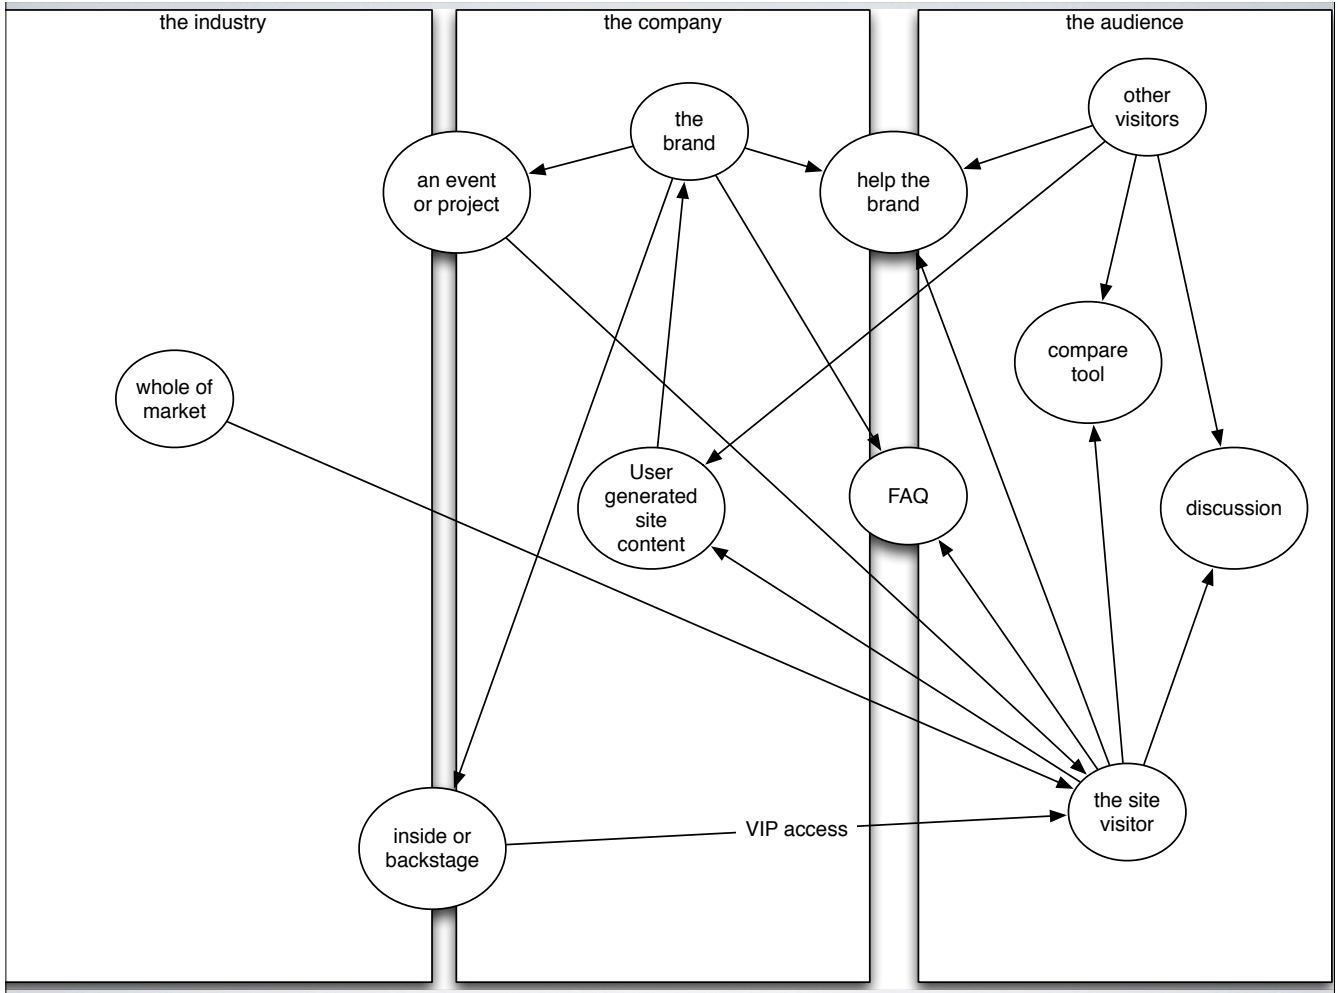 the industry
the company
the audience
other
visitors
the
brand
an event
or project
help the
brand
compare
tool
whole of
market
User
generated
site
content
FAQ
discussion
the site
visitor
VIP access
inside or
backstage